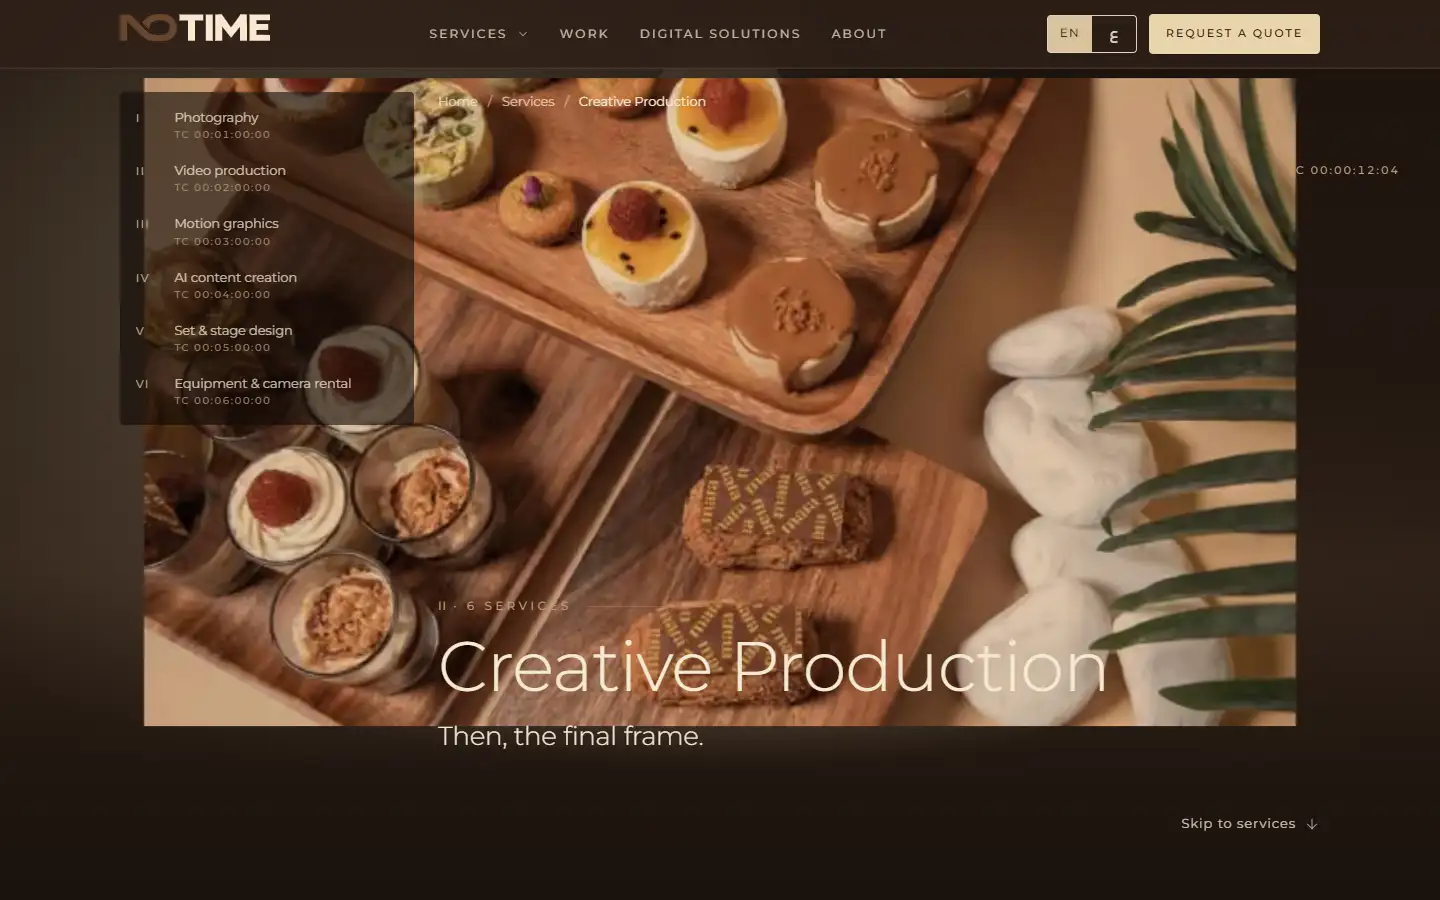 NOTIME
SERVICES
WORK
DIGITAL SOLUTIONS
ABOUT
EN
ع
REQUEST A QUOTE
Home / Services / Creative Production
I Photography
TC 00:01:00:00
II Video production
TC 00:02:00:00
III Motion graphics
TC 00:03:00:00
IV AI content creation
TC 00:04:00:00
V Set & stage design
TC 00:05:00:00
VI Equipment & camera rental
TC 00:06:00:00
C 00:00:12:04
II · 6 SERVICES
Creative Production
Then, the final frame.
Skip to services